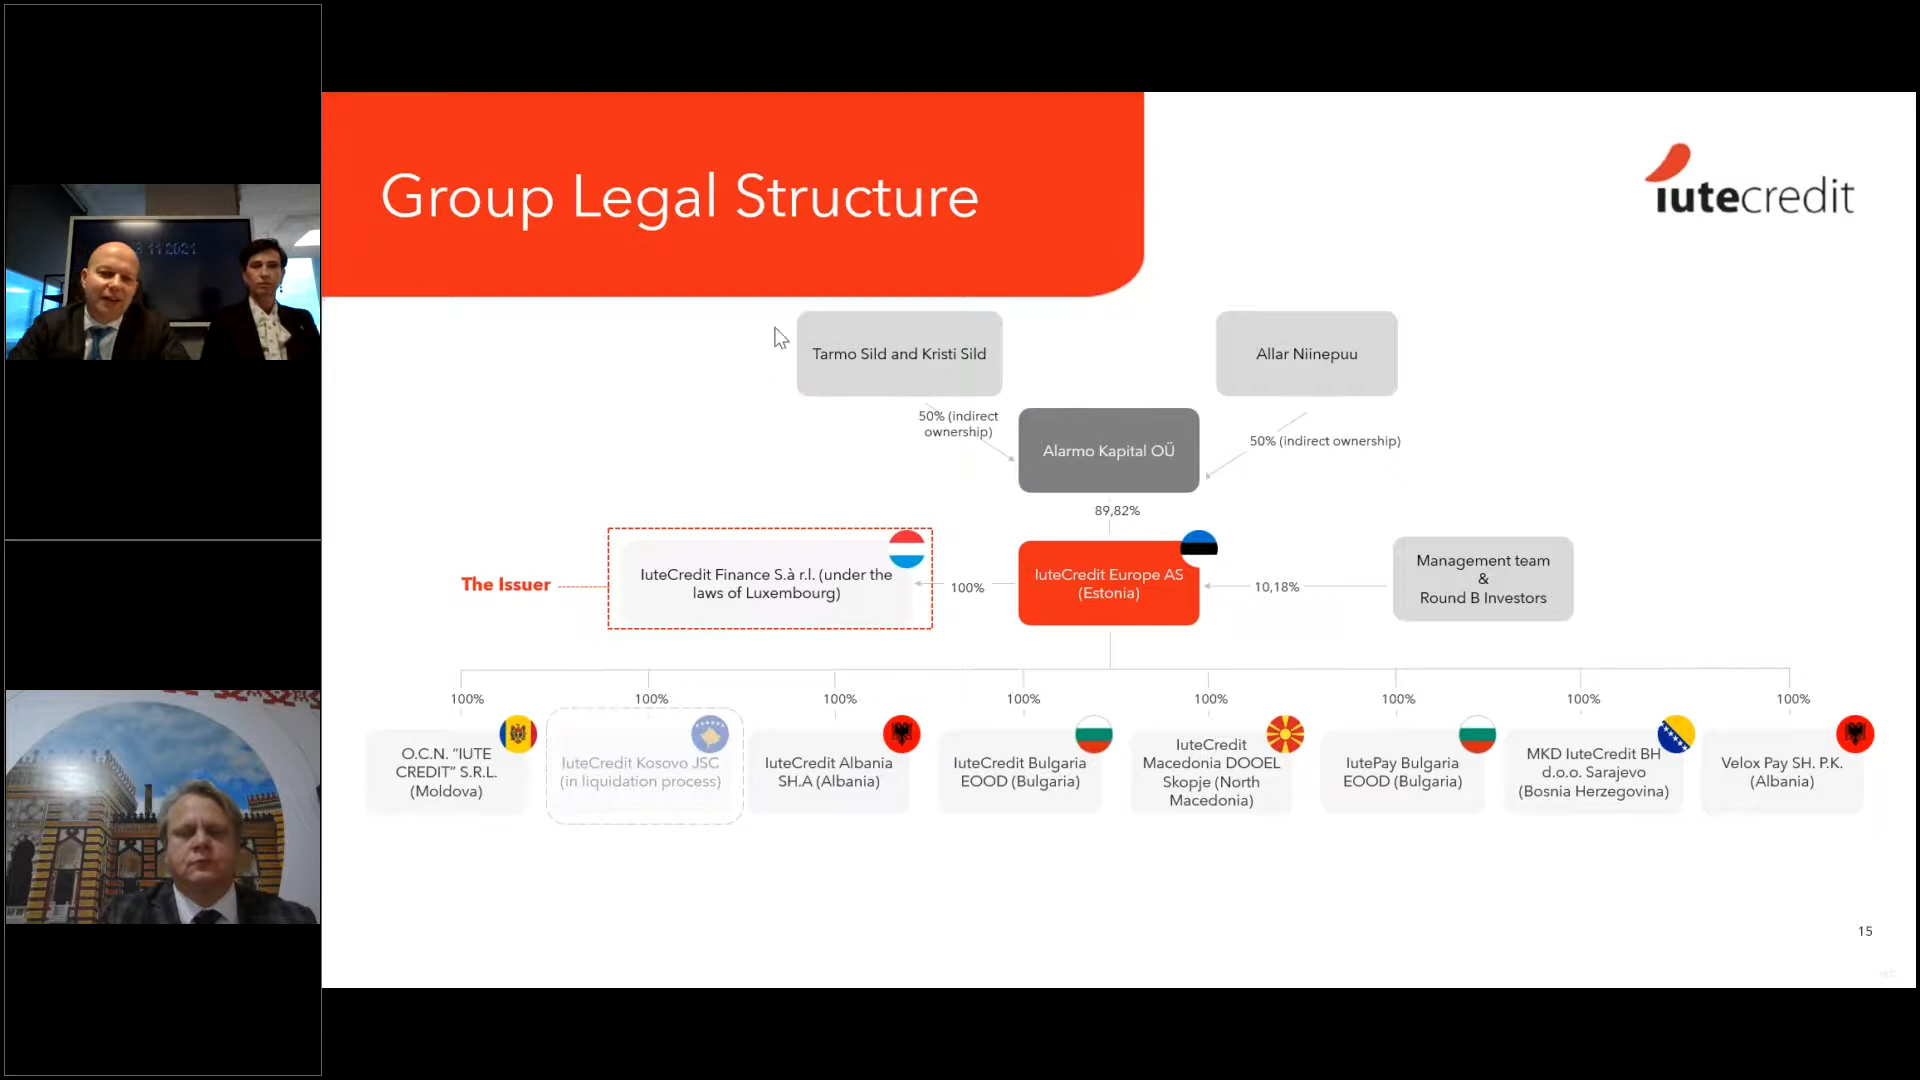 Group Legal Structure
iutecredit
Tarmo Sild and Kristi Sild
Allar Niinepuu
50% (indirect
ownership)
Alarmo Kapital OÜ
50% (indirect ownership)
89,82%
The Issuer
IuteCredit Finance S.à r.l. (under the
laws of Luxembourg)
100%
IuteCredit Europe AS
(Estonia)
10,18%
Management team
&
Round B Investors
100%
100%
100%
100%
100%
100%
100%
100%
O.C.N. “IUTE
CREDIT” S.R.L.
(Moldova)
IuteCredit Kosovo JSC
(in liquidation process)
IuteCredit Albania
SH.A (Albania)
IuteCredit Bulgaria
EOOD (Bulgaria)
IuteCredit
Macedonia DOOEL
Skopje (North
Macedonia)
IutePay Bulgaria
EOOD (Bulgaria)
MKD IuteCredit BH
d.o.o. Sarajevo
(Bosnia Herzegovina)
Velox Pay SH. P.K.
(Albania)
15